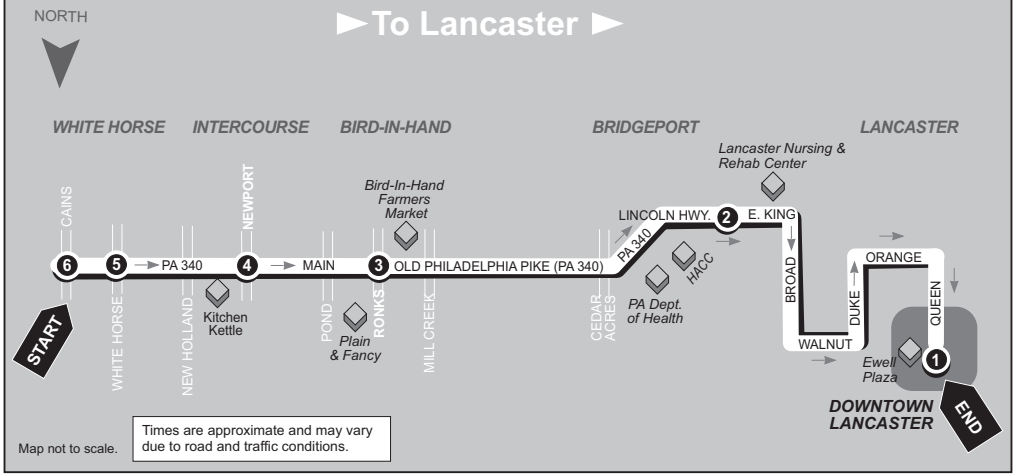 NORTH
To Lancaster
WHITE HORSE
INTERCOURSE
BIRD-IN-HAND
BRIDGEPORT
LANCASTER
Lancaster Nursing &
Rehab Center
Bird-In-Hand
Farmers
Market
CAINS
NEWPORT
LINCOLN HWY.
2
E. KING
6
5
PA 340
4
MAIN
3
OLD PHILADELPHIA PIKE (PA 340)
PA 340
ORANGE
HACC
BROAD
DUKE
QUEEN
Kitchen
Kettle
PA Dept.
of Health
START
WHITE HORSE
NEW HOLLAND
POND
Plain
& Fancy
RONKS
MILL CREEK
CEDAR
ACRES
WALNUT
Ewell
Plaza
1
DOWNTOWN
LANCASTER
END
Map not to scale.
Times are approximate and may vary
due to road and traffic conditions.